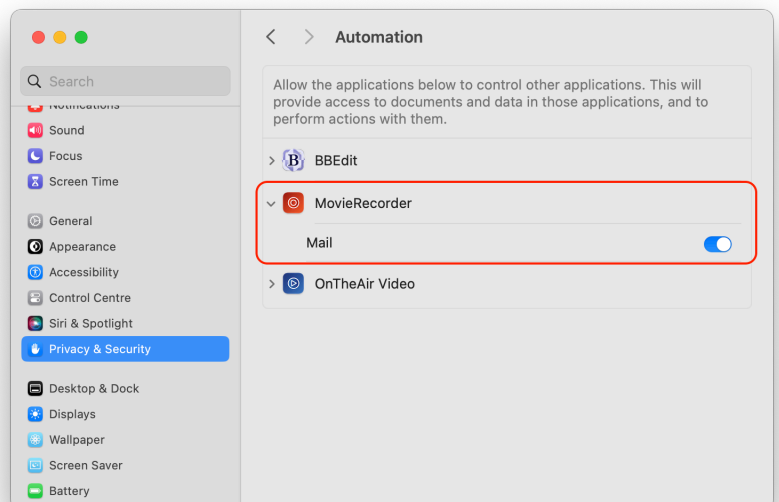 Automation
Search
Notifications
Sound
Focus
Screen Time
General
Appearance
Accessibility
Control Centre
Siri & Spotlight
Privacy & Security
Desktop & Dock
Displays
Wallpaper
Screen Saver
Battery
Allow the applications below to control other applications. This will
provide access to documents and data in those applications, and to
perform actions with them.
BBEdit
MovieRecorder
Mail
OnTheAir Video